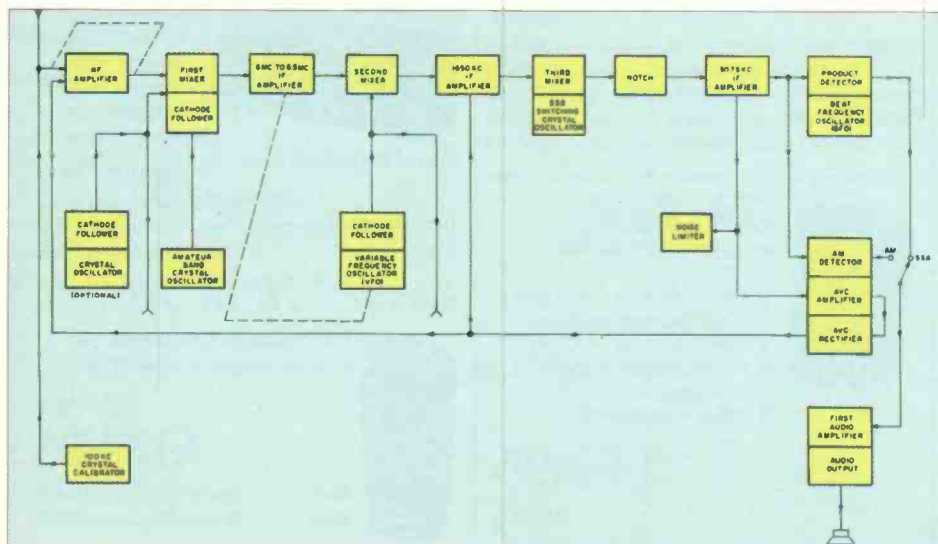 RF
AMPLIFIER
FIRST
MIXER
CATHODE
FOLLOWER
6MC TO 6.5MC
IF
AMPLIFIER
SECOND
MIXER
1650KC
IF
AMPLIFIER
THIRD
MIXER
SSB
SWITCHING
CRYSTAL
OSCILLATOR
NOTCH
50.75KC
IF
AMPLIFIER
PRODUCT
DETECTOR
BEAT
FREQUENCY
OSCILLATOR
(BFO)
CATHODE
FOLLOWER
CRYSTAL
OSCILLATOR
(OPTIONAL)
AMATEUR
BAND
CRYSTAL
OSCILLATOR
CATHODE
FOLLOWER
VARIABLE
FREQUENCY
OSCILLATOR
(VFO)
NOISE
LIMITER
AM
DETECTOR
AM
AVC
AMPLIFIER
AVC
RECTIFIER
FIRST
AUDIO
AMPLIFIER
AUDIO
OUTPUT
100KC
CRYSTAL
CALIBRATOR